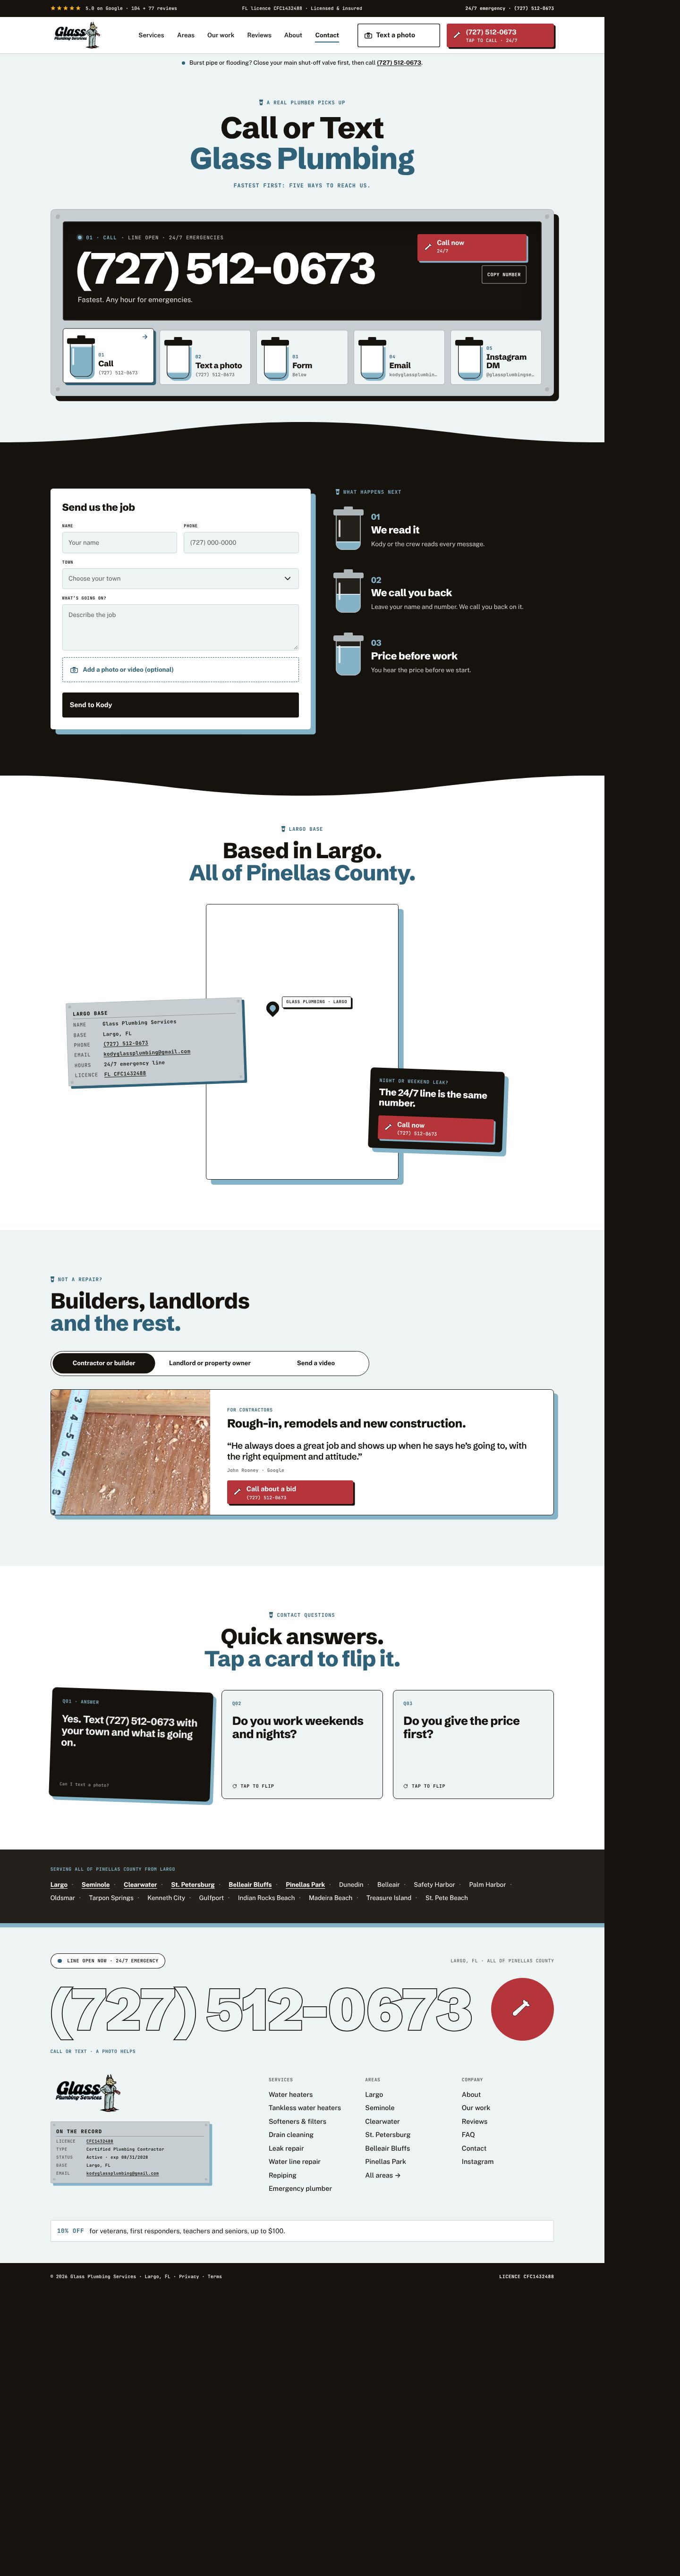 ★★★★★ 5.0 on Google · 104 + 77 reviews
FL licence CFC1432488 · Licensed & insured
24/7 emergency · (727) 512-0673
Glass
Plumbing Services
Services
Areas
Our work
Reviews
About
Contact
Text a photo
(727) 512-0673
TAP TO CALL · 24/7
Burst pipe or flooding? Close your main shut-off valve first, then call (727) 512-0673.
A REAL PLUMBER PICKS UP
Call or Text
Glass Plumbing
FASTEST FIRST: FIVE WAYS TO REACH US.
01 · CALL · LINE OPEN · 24/7 EMERGENCIES
(727) 512-0673
Fastest. Any hour for emergencies.
Call now
24/7
COPY NUMBER
01
Call
(727) 512-0673
02
Text a photo
(727) 512-0673
03
Form
Below
04
Email
kodyglassplumbin…
05
Instagram
DM
@glassplumbingse…
Send us the job
NAME
PHONE
Your name
(727) 000-0000
TOWN
Choose your town
WHAT'S GOING ON?
Describe the job
Add a photo or video (optional)
Send to Kody
WHAT HAPPENS NEXT
01
We read it
Kody or the crew reads every message.
02
We call you back
Leave your name and number. We call you back on it.
03
Price before work
You hear the price before we start.
LARGO BASE
Based in Largo.
All of Pinellas County.
GLASS PLUMBING · LARGO
LARGO BASE
NAME Glass Plumbing Services
BASE Largo, FL
PHONE (727) 512-0673
EMAIL kodyglassplumbing@gmail.com
HOURS 24/7 emergency line
LICENCE FL CFC1432488
NIGHT OR WEEKEND LEAK?
The 24/7 line is the same
number.
Call now
(727) 512-0673
NOT A REPAIR?
Builders, landlords
and the rest.
Contractor or builder
Landlord or property owner
Send a video
3
4
5
6
7
8
FOR CONTRACTORS
Rough-in, remodels and new construction.
“He always does a great job and shows up when he says he's going to, with
the right equipment and attitude.”
John Rooney · Google
Call about a bid
(727) 512-0673
CONTACT QUESTIONS
Quick answers.
Tap a card to flip it.
Q01 · ANSWER
Yes. Text (727) 512-0673 with
your town and what is going
on.
Can I text a photo?
Q02
Do you work weekends
and nights?
TAP TO FLIP
Q03
Do you give the price
first?
TAP TO FLIP
SERVING ALL OF PINELLAS COUNTY FROM LARGO
Largo · Seminole · Clearwater · St. Petersburg · Belleair Bluffs · Pinellas Park · Dunedin · Belleair · Safety Harbor · Palm Harbor ·
Oldsmar · Tarpon Springs · Kenneth City · Gulfport · Indian Rocks Beach · Madeira Beach · Treasure Island · St. Pete Beach
LINE OPEN NOW · 24/7 EMERGENCY
LARGO, FL · ALL OF PINELLAS COUNTY
(727) 512-0673
CALL OR TEXT · A PHOTO HELPS
Glass
Plumbing Services
ON THE RECORD
LICENCE CFC1432488
TYPE Certified Plumbing Contractor
STATUS Active · exp 08/31/2028
BASE Largo, FL
EMAIL kodyglassplumbing@gmail.com
SERVICES
Water heaters
Tankless water heaters
Softeners & filters
Drain cleaning
Leak repair
Water line repair
Repiping
Emergency plumber
AREAS
Largo
Seminole
Clearwater
St. Petersburg
Belleair Bluffs
Pinellas Park
All areas →
COMPANY
About
Our work
Reviews
FAQ
Contact
Instagram
10% OFF for veterans, first responders, teachers and seniors, up to $100.
© 2026 Glass Plumbing Services · Largo, FL · Privacy · Terms
LICENCE CFC1432488